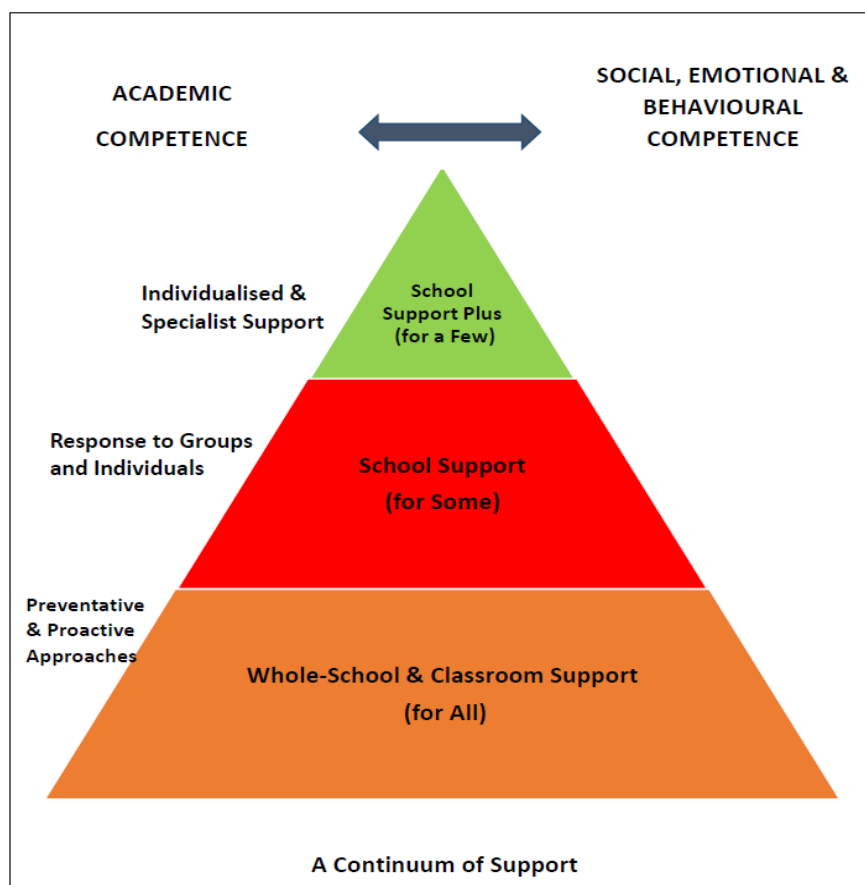 ACADEMIC
COMPETENCE
SOCIAL, EMOTIONAL &
BEHAVIOURAL
COMPETENCE
Individualised &
Specialist Support
School
Support Plus
(for a Few)
Response to Groups
and Individuals
School Support
(for Some)
Preventative
& Proactive
Approaches
Whole-School & Classroom Support
(for All)
A Continuum of Support